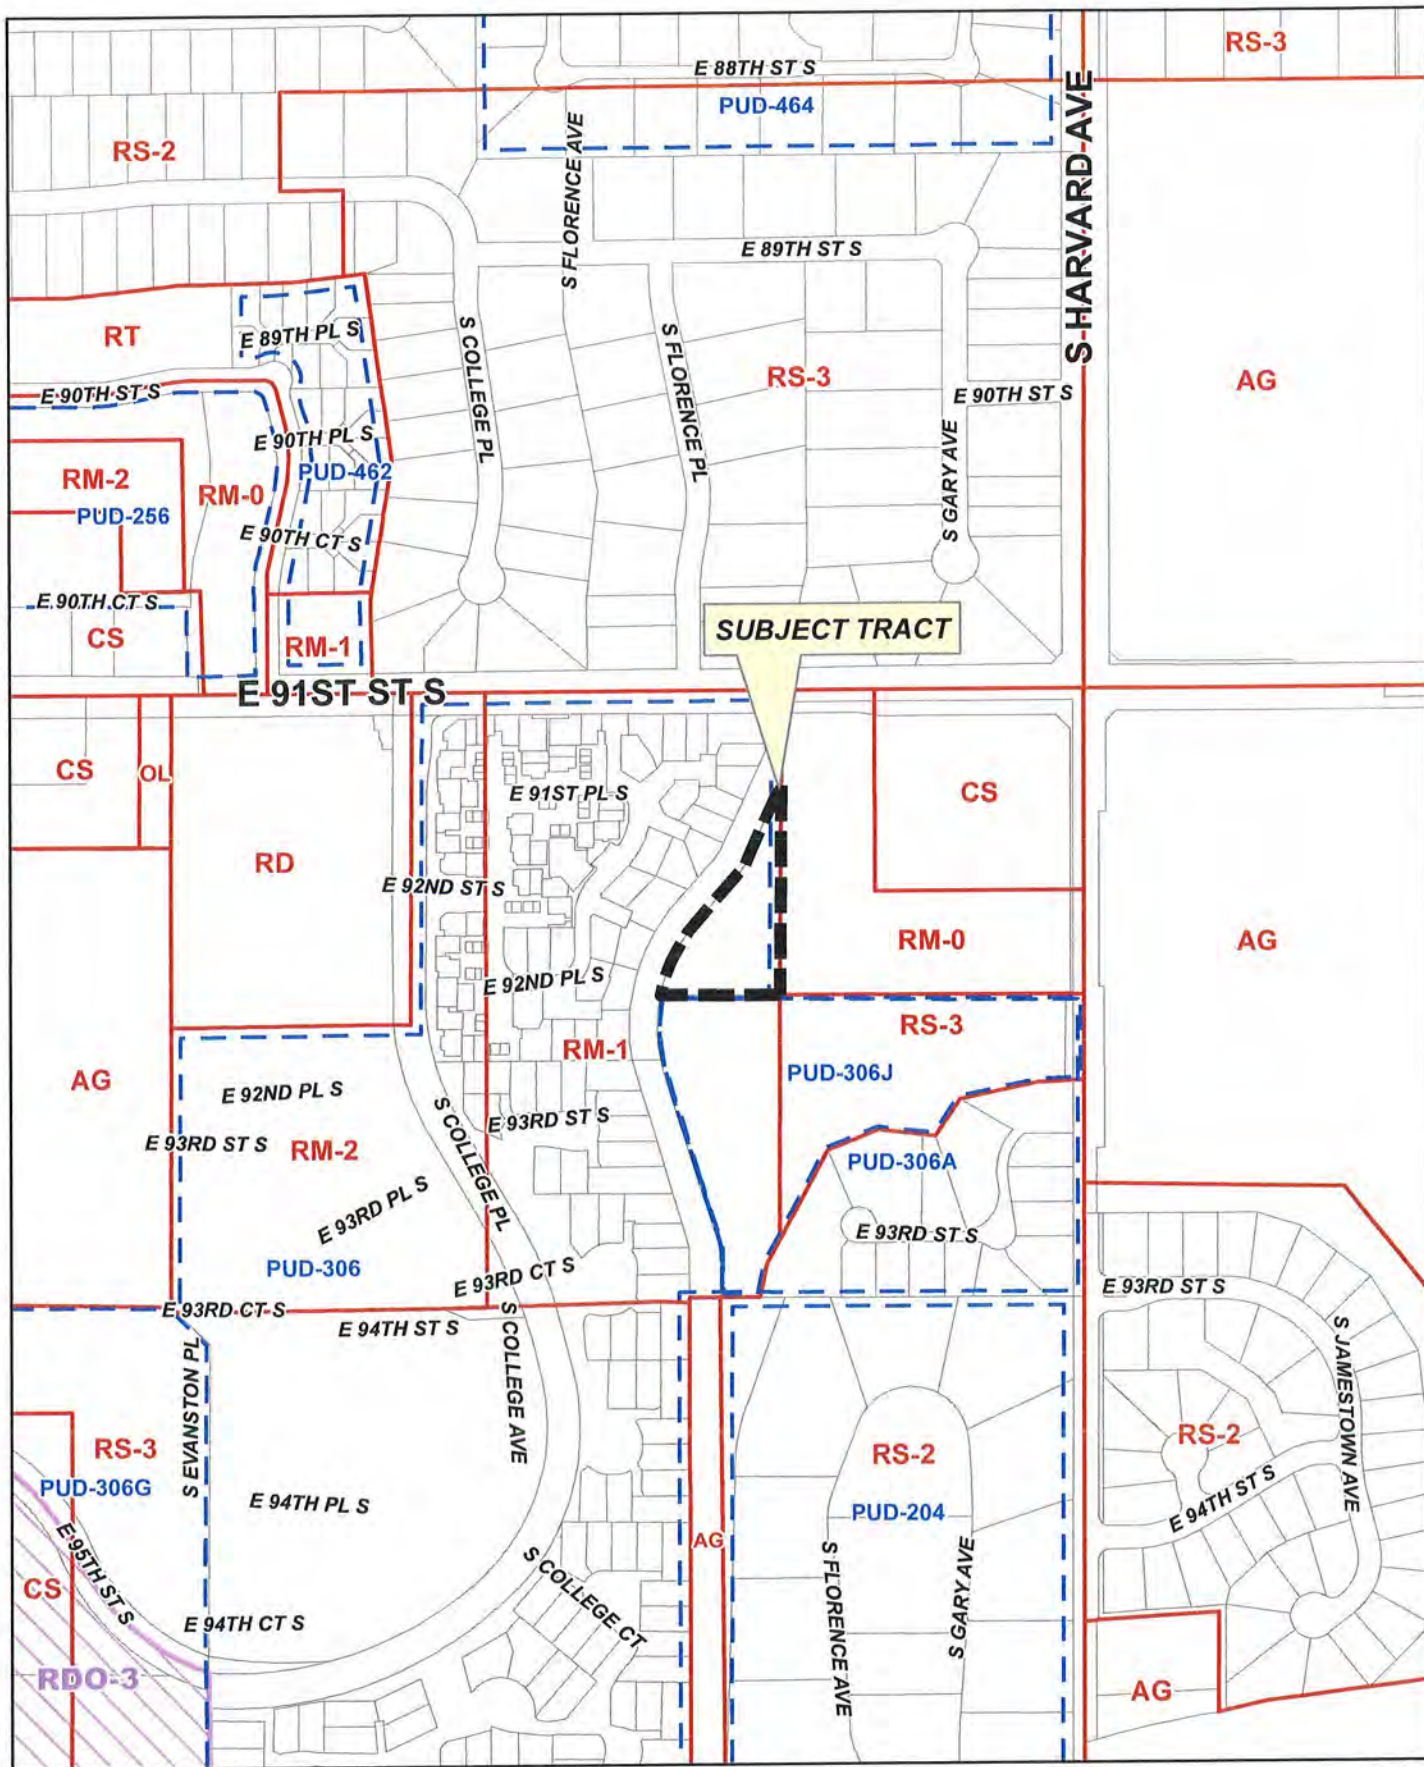 RS-3
E 88TH ST S
PUD-464
S HARVARD AVE
RS-2
S FLORENCE AVE
E 89TH ST S
RT
E 89TH PL S
S COLLEGE PL
S FLORENCE PL
RS-3
AG
E 90TH ST S
E 90TH ST S
E 90TH PL S
S GARY AVE
RM-2
RM-0
PUD-462
PUD-256
E 90TH CT S
E 90TH CT S
CS
RM-1
SUBJECT TRACT
E 91ST ST S
CS
OL
E 91ST PL S
CS
RD
E 92ND ST S
RM-0
AG
E 92ND PL S
RS-3
RM-1
PUD-306J
AG
E 92ND PL S
S COLLEGE PL
E 93RD ST S
E 93RD ST S
RM-2
PUD-306A
E 93RD PL S
E 93RD ST S
PUD-306
E 93RD CT S
E 93RD ST S
E 93RD CT S
E 94TH ST S
S COLLEGE AVE
S EVANSTON PL
S JAMESTOWN AVE
RS-3
RS-2
RS-2
PUD-306G
E 94TH PL S
PUD-204
E 94TH ST S
AG
E 95TH ST S
S FLORENCE AVE
S GARY AVE
CS
S COLLEGE CT
E 94TH CT S
RDO-3
AG